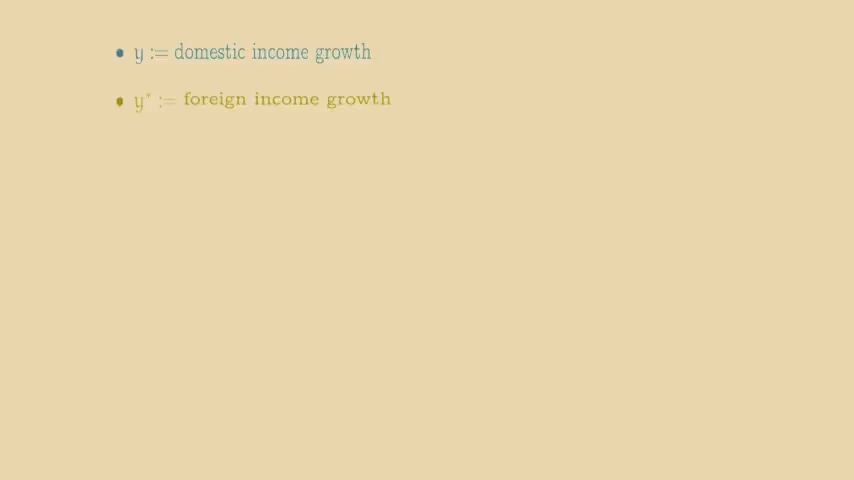 • y := domestic income growth
• y* := foreign income growth